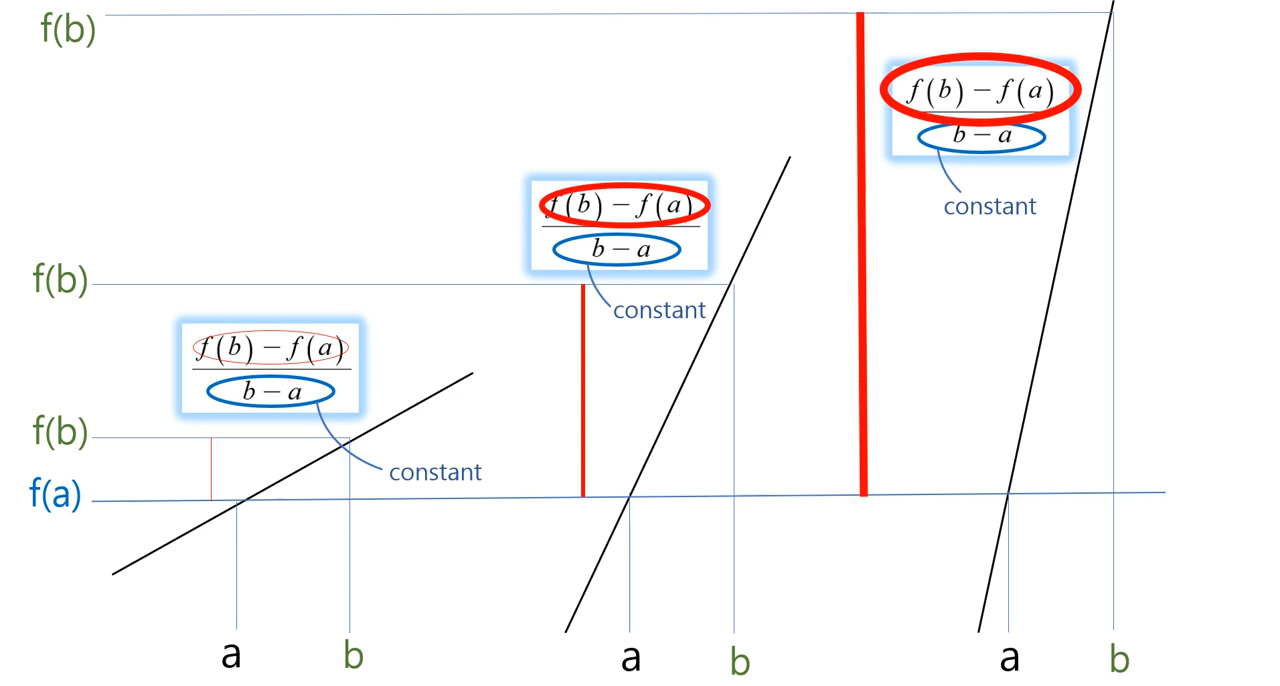 f(b)
f(b) − f(a)
b − a
constant
f(b) − f(a)
b − a
constant
f(b)
f(b) − f(a)
b − a
constant
f(b)
f(a)
a b a b a b